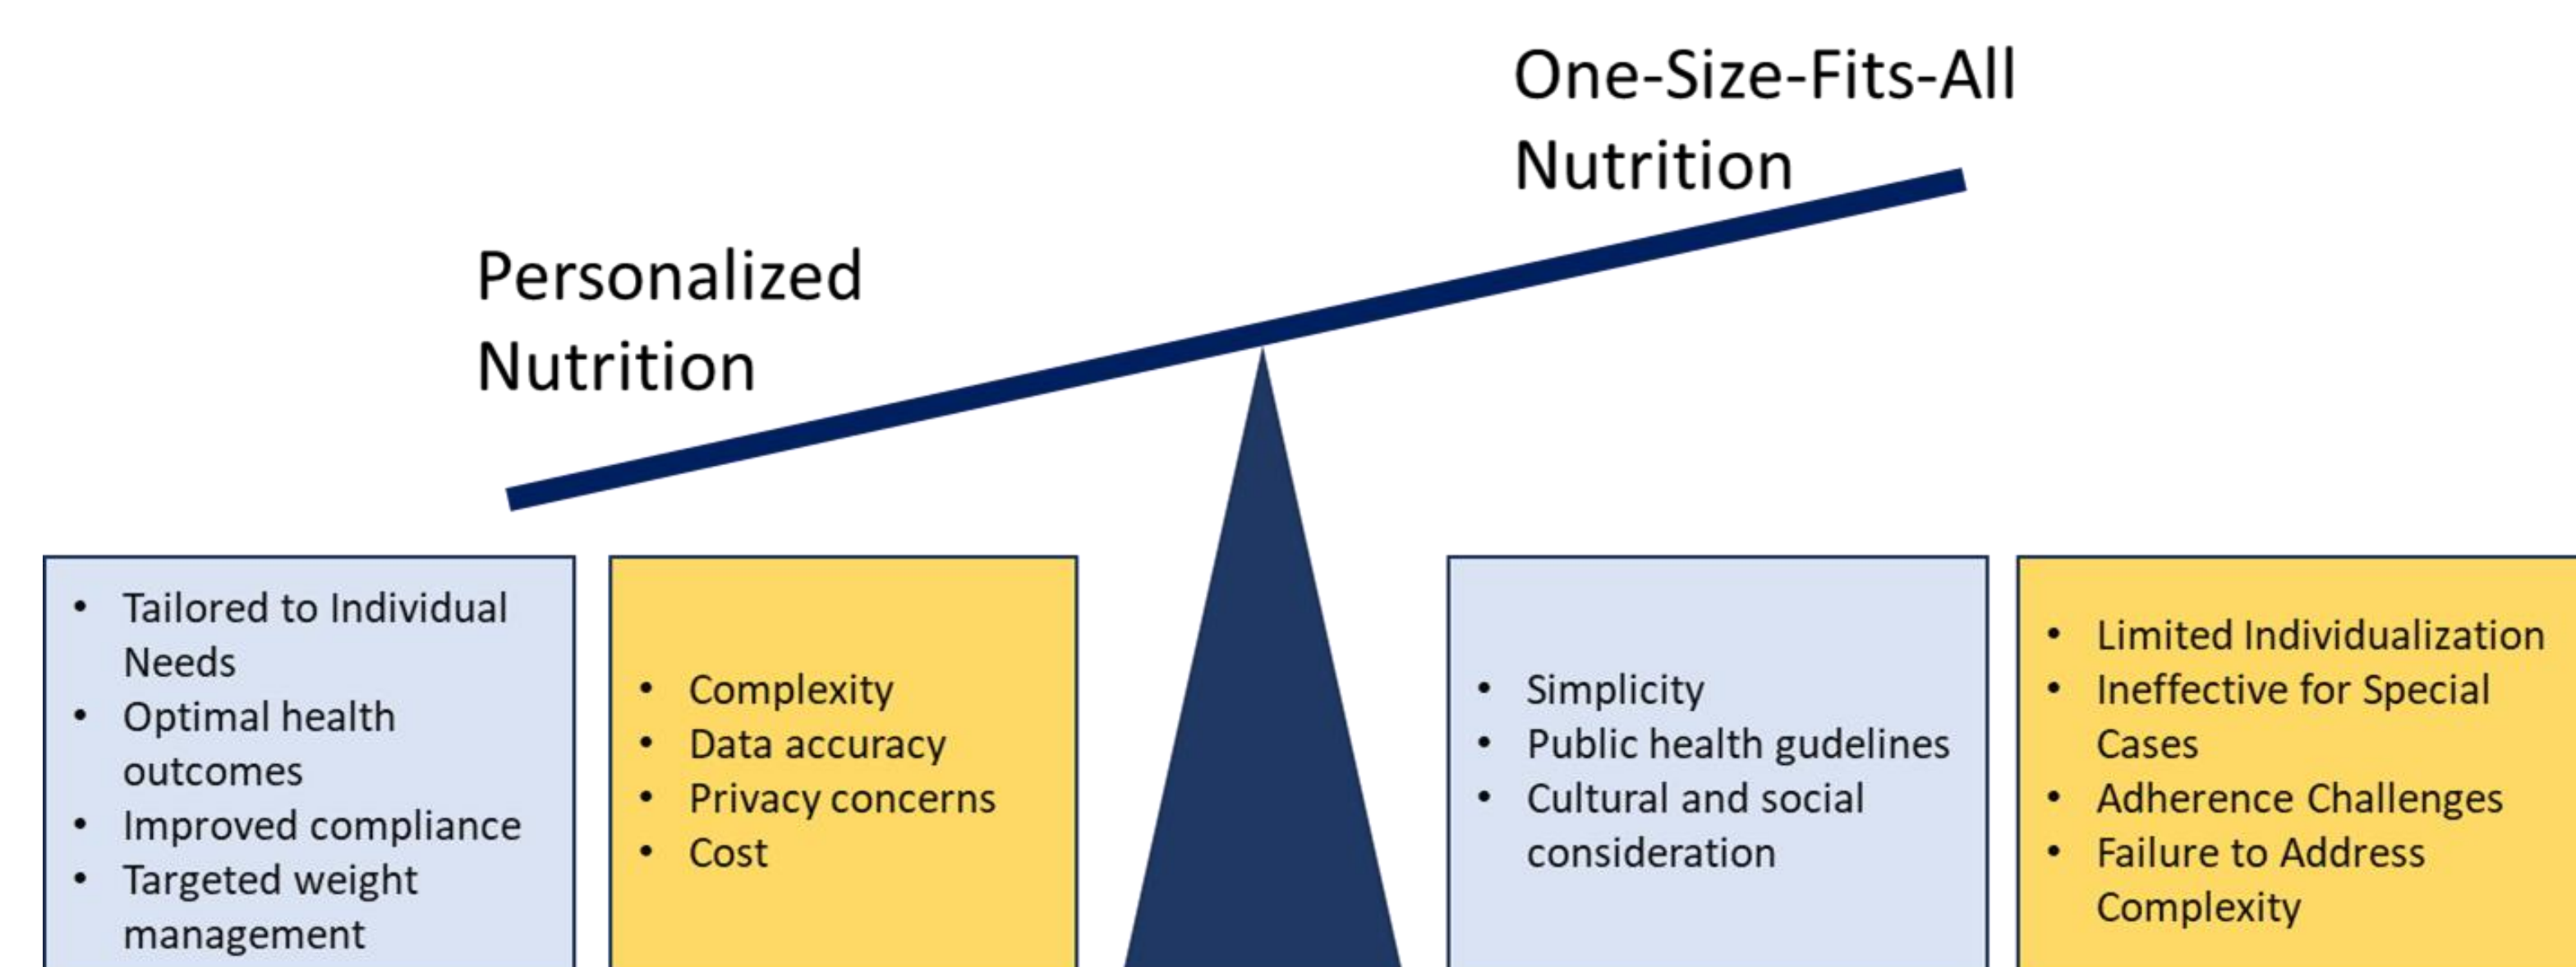 One-Size-Fits-All
Nutrition
Personalized
Nutrition
• Tailored to Individual
Needs
• Optimal health
outcomes
• Improved compliance
• Targeted weight
management
• Complexity
• Data accuracy
• Privacy concerns
• Cost
• Simplicity
• Public health gudelines
• Cultural and social
consideration
• Limited Individualization
• Ineffective for Special
Cases
• Adherence Challenges
• Failure to Address
Complexity